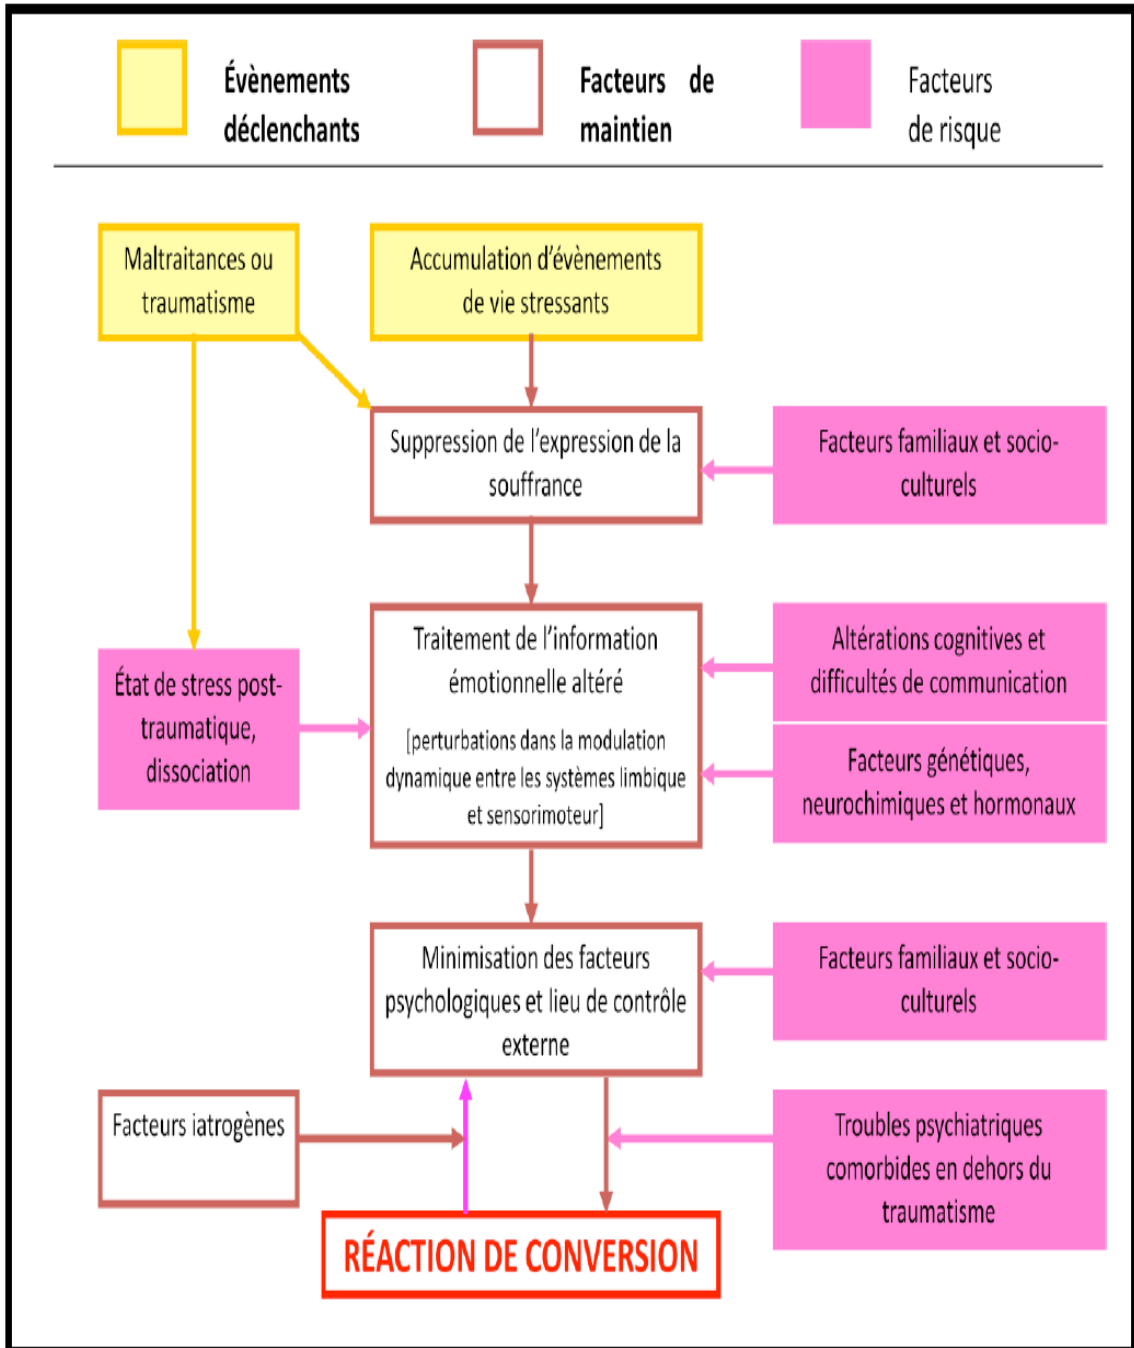 Évènements
déclenchants
Facteurs de
maintien
Facteurs
de risque
Maltraitances ou
traumatisme
Accumulation d'évènements
de vie stressants
Suppression de l'expression de la
souffrance
Facteurs familiaux et socio-
culturels
Traitement de l'information
émotionnelle altéré
[perturbations dans la modulation
dynamique entre les systèmes limbique
et sensorimoteur]
Altérations cognitives et
difficultés de communication
État de stress post-
traumatique,
dissociation
Facteurs génétiques,
neurochimiques et hormonaux
Minimisation des facteurs
psychologiques et lieu de contrôle
externe
Facteurs familiaux et socio-
culturels
Facteurs iatrogènes
Troubles psychiatriques
comorbides en dehors du
traumatisme
RÉACTION DE CONVERSION